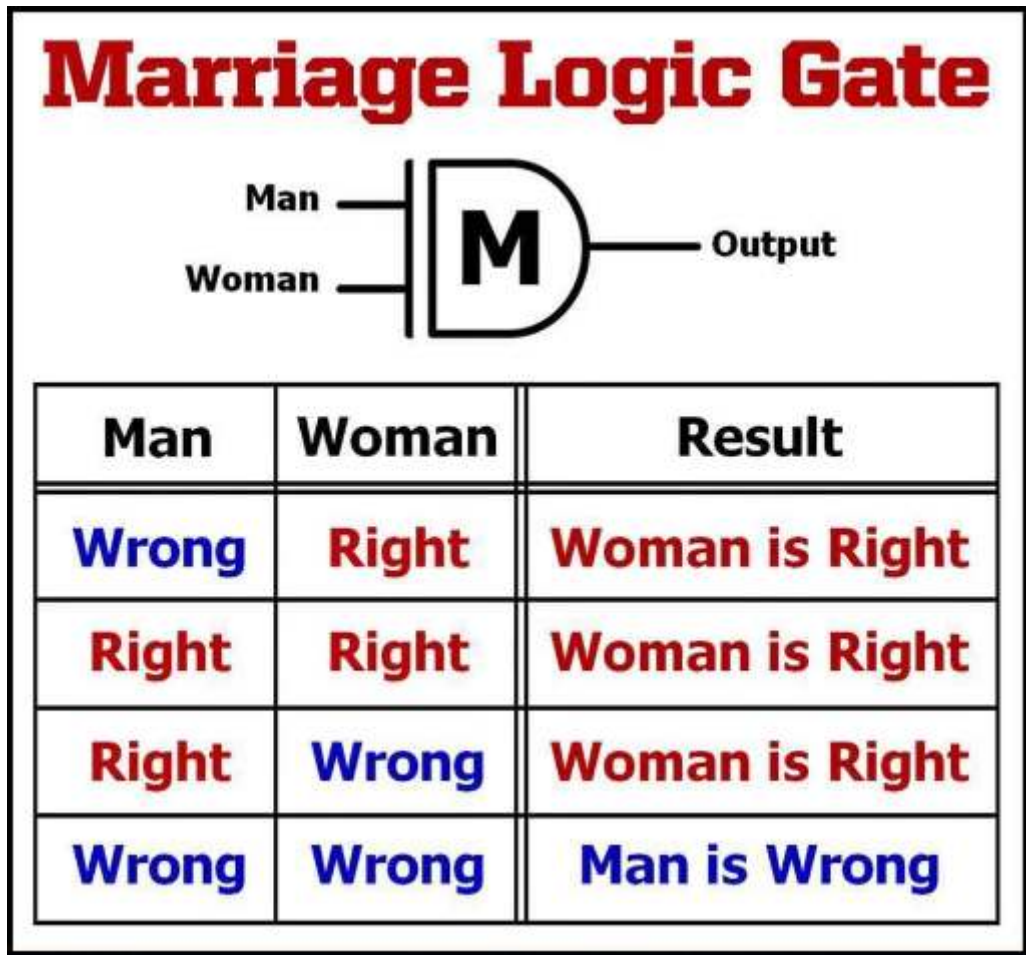 Marriage Logic Gate
Man
M
Output
Woman
Man Woman Result
Wrong Right Woman is Right
Right Right Woman is Right
Right Wrong Woman is Right
Wrong Wrong Man is Wrong